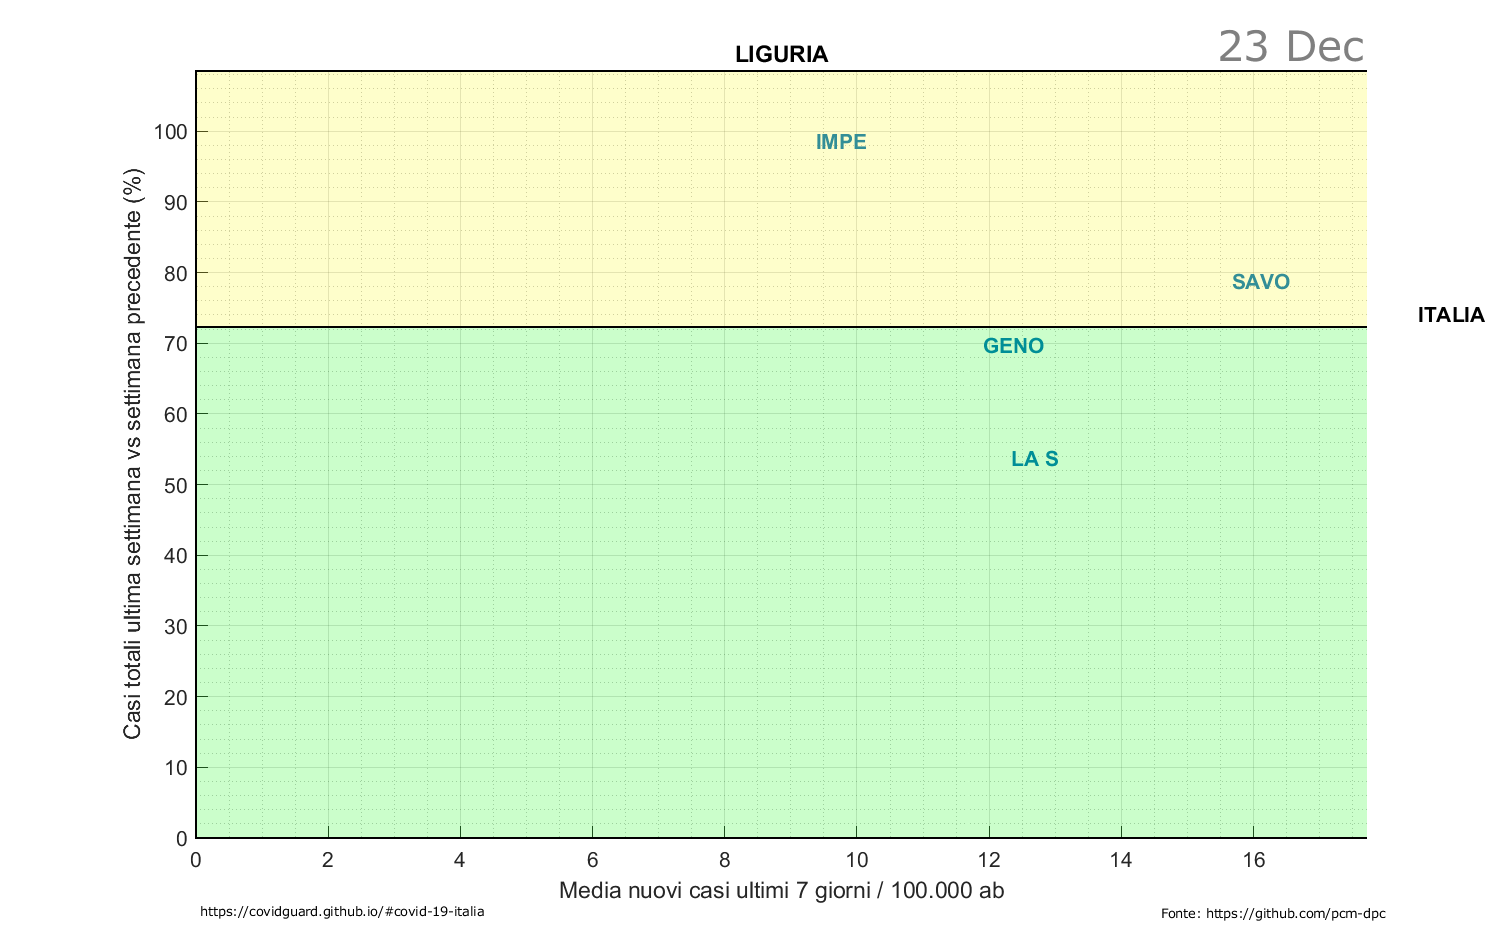 LIGURIA
23 Dec
Casi totali ultima settimana vs settimana precedente (%)
100
90
80
70
60
50
40
30
20
10
0
IMPE
SAVO
ITALIA
GENO
LA S
0 2 4 6 8 10 12 14 16
Media nuovi casi ultimi 7 giorni / 100.000 ab
https://covidguard.github.io/#covid-19-italia
Fonte: https://github.com/pcm-dpc